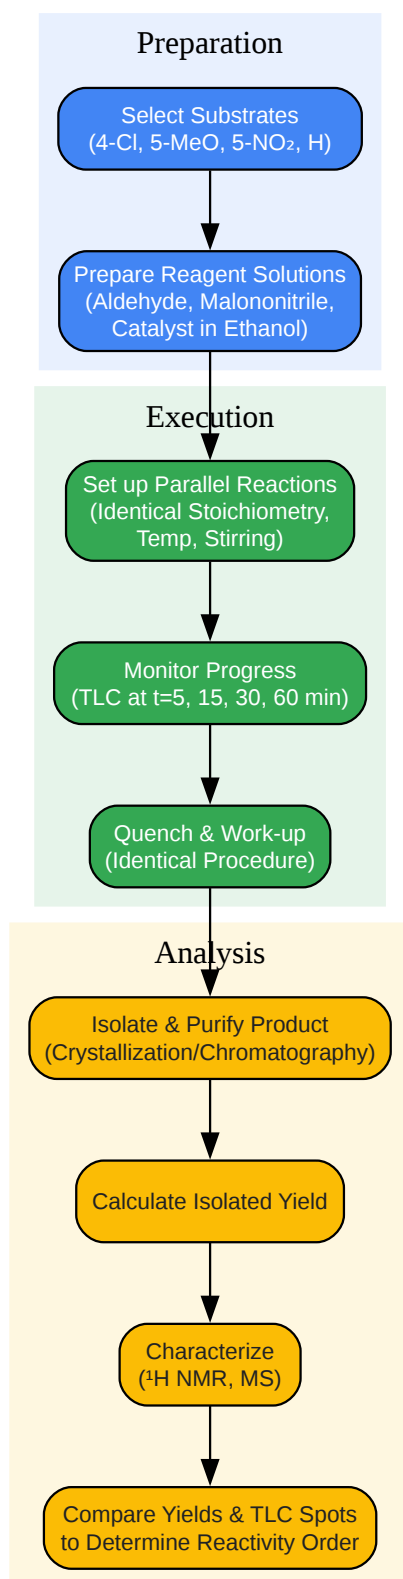 Preparation
Select Substrates
(4-Cl, 5-MeO, 5-NO₂, H)
Prepare Reagent Solutions
(Aldehyde, Malononitrile,
Catalyst in Ethanol)
Execution
Set up Parallel Reactions
(Identical Stoichiometry,
Temp, Stirring)
Monitor Progress
(TLC at t=5, 15, 30, 60 min)
Quench & Work-up
(Identical Procedure)
Analysis
Isolate & Purify Product
(Crystallization/Chromatography)
Calculate Isolated Yield
Characterize
(¹H NMR, MS)
Compare Yields & TLC Spots
to Determine Reactivity Order